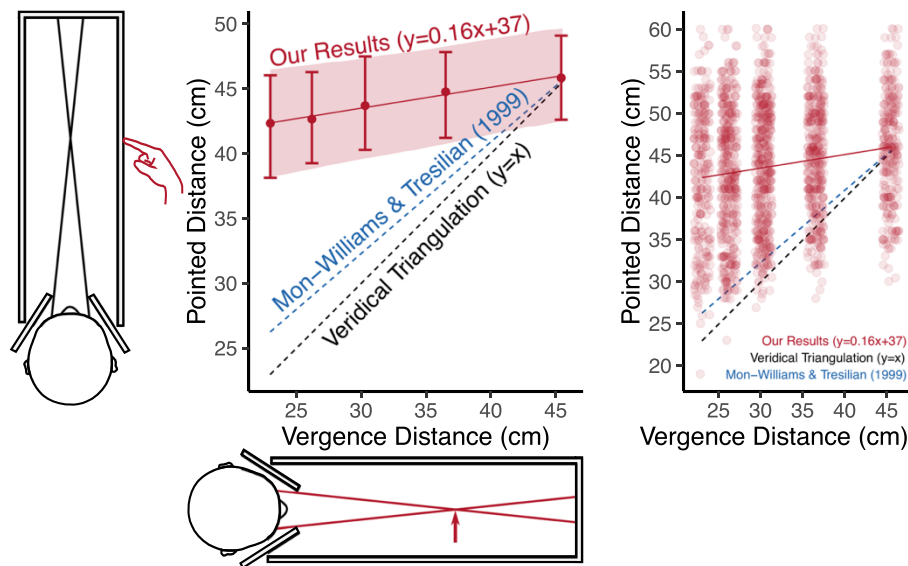 50
45
40
35
30
25
Pointed Distance (cm)
Our Results (y=0.16x+37)
Mon−Williams & Tresilian (1999)
Veridical Triangulation (y=x)
25 30 35 40 45
Vergence Distance (cm)
60
55
50
45
40
35
30
25
20
Pointed Distance (cm)
Our Results (y=0.16x+37)
Veridical Triangulation (y=x)
Mon−Williams & Tresilian (1999)
25 30 35 40 45
Vergence Distance (cm)